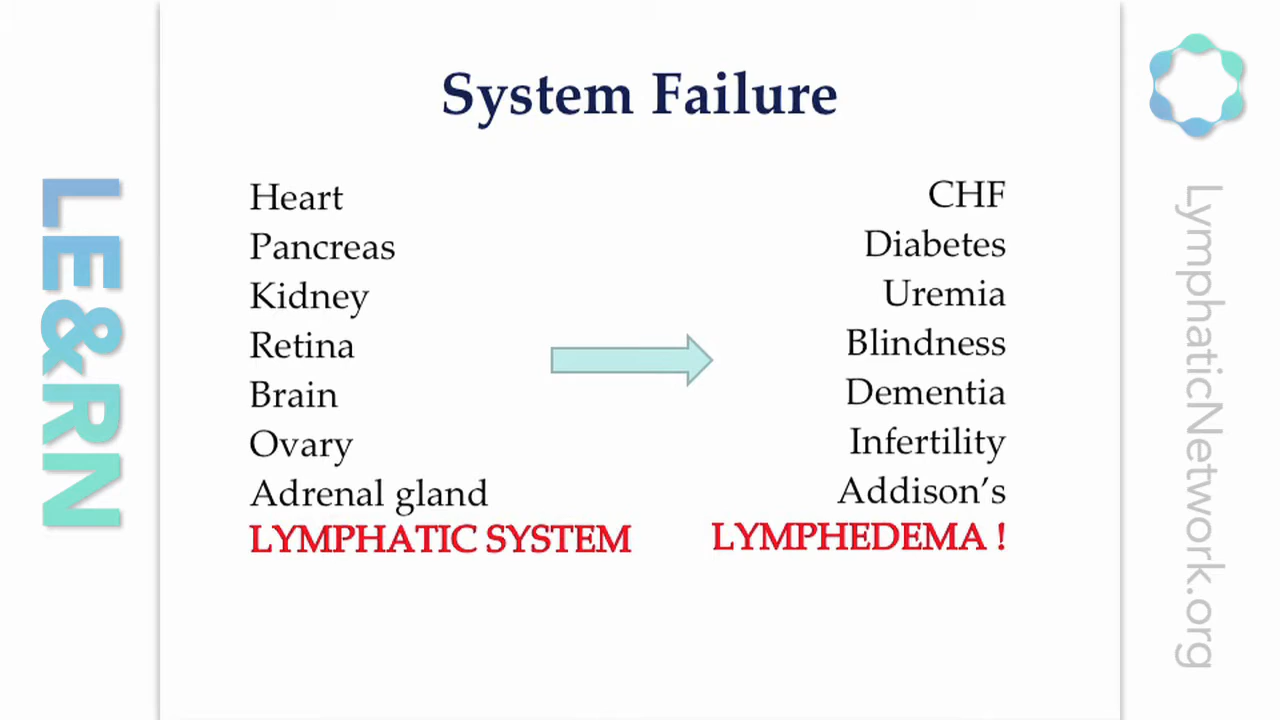 System Failure
Heart
Pancreas
Kidney
Retina
Brain
Ovary
Adrenal gland
LYMPHATIC SYSTEM
CHF
Diabetes
Uremia
Blindness
Dementia
Infertility
Addison’s
LYMPHEDEMA !
LE&RN
LymphaticNetwork.org